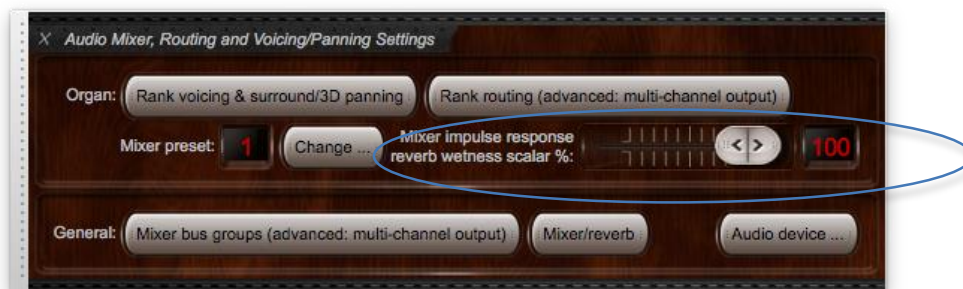 X Audio Mixer, Routing and Voicing/Panning Settings
Organ: Rank voicing & surround/3D panning Rank routing (advanced: multi-channel output)
Mixer preset: 1 Change ... Mixer impulse response
reverb wetness scalar %: < > 100
General: Mixer bus groups (advanced: multi-channel output) Mixer/reverb Audio device ...